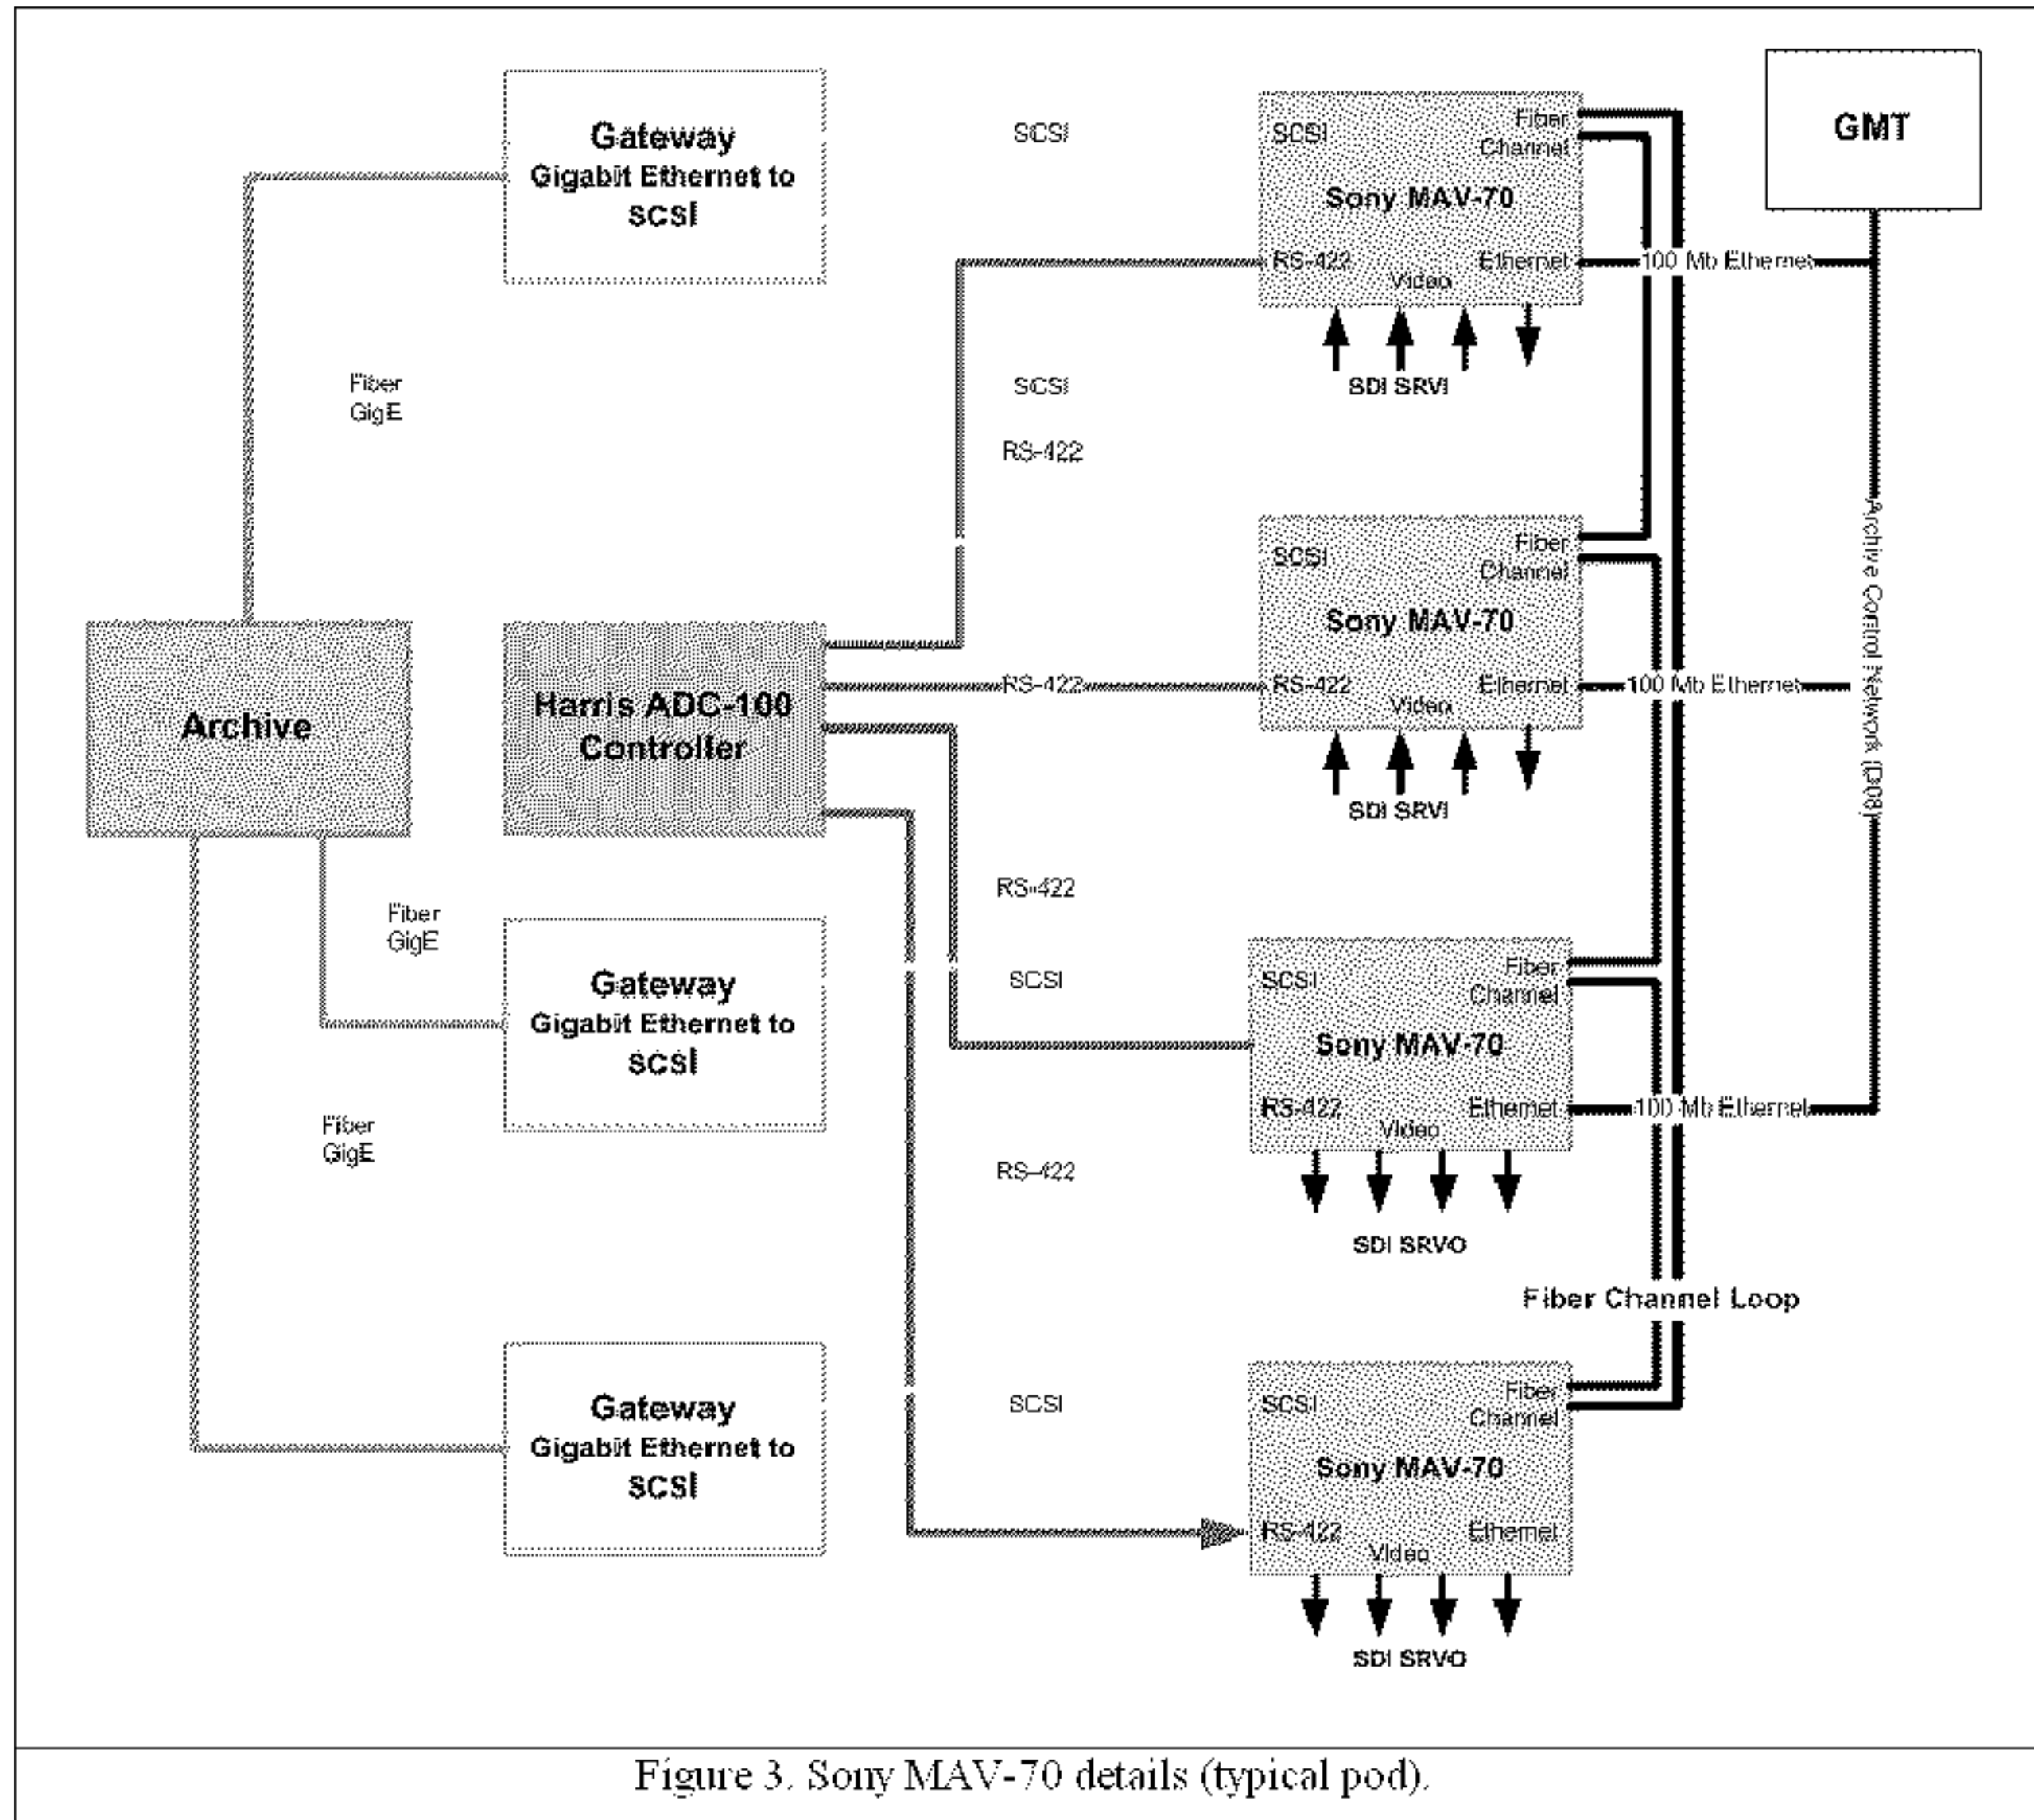 Gateway
Gigabit Ethernet to
SCSI
SCSI
SCSI
Fiber
Channel
Sony MAV-70
RS-422
Ethernet
Video
100 Mb Ethernet
GMT
SDI SRVI
Fiber
GigE
SCSI
RS-422
SCSI
Fiber
Channel
Sony MAV-70
RS-422
Ethernet
Video
100 Mb Ethernet
Archive Control Network (D08)
SDI SRVI
Archive
Harris ADC-100
Controller
RS-422
RS-422
Fiber
GigE
Gateway
Gigabit Ethernet to
SCSI
SCSI
SCSI
Fiber
Channel
Sony MAV-70
RS-422
Ethernet
Video
100 Mb Ethernet
Fiber
GigE
RS-422
SDI SRVO
Fiber Channel Loop
Gateway
Gigabit Ethernet to
SCSI
SCSI
SCSI
Fiber
Channel
Sony MAV-70
RS-422
Ethernet
Video
SDI SRVO
Figure 3. Sony MAV-70 details (typical pod).